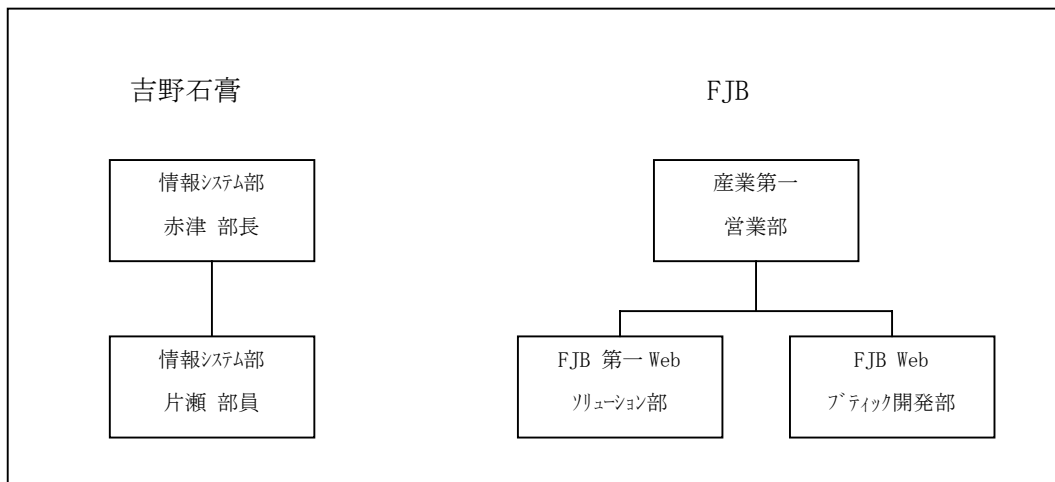 吉野石膏
FJB
情報ｼｽﾃﾑ部
赤津 部長
産業第一
営業部
情報ｼｽﾃﾑ部
片瀬 部員
FJB 第一 Web
ｿﾘｭｰｼｮﾝ部
FJB Web
ﾌﾞﾃｨｯｸ開発部